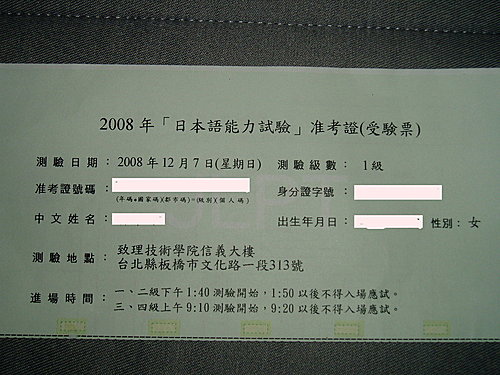 2008 年「日本語能力試驗」准考證(受驗票)
測驗日期：2008 年 12 月 7 日(星期日) 測驗級數： 1 級
准考證號碼： 身分證字號：
(年碼+國家碼)(都市碼)=(級別)(個人碼)
中文姓名： 出生年月日： 性別： 女
測驗地點： 致理技術學院信義大樓
台北縣板橋市文化路一段313號
進場時間： 一、二級下午 1:40 測驗開始，1:50 以後不得入場應試。
三、四級上午 9:10 測驗開始，9:20 以後不得入場應試。